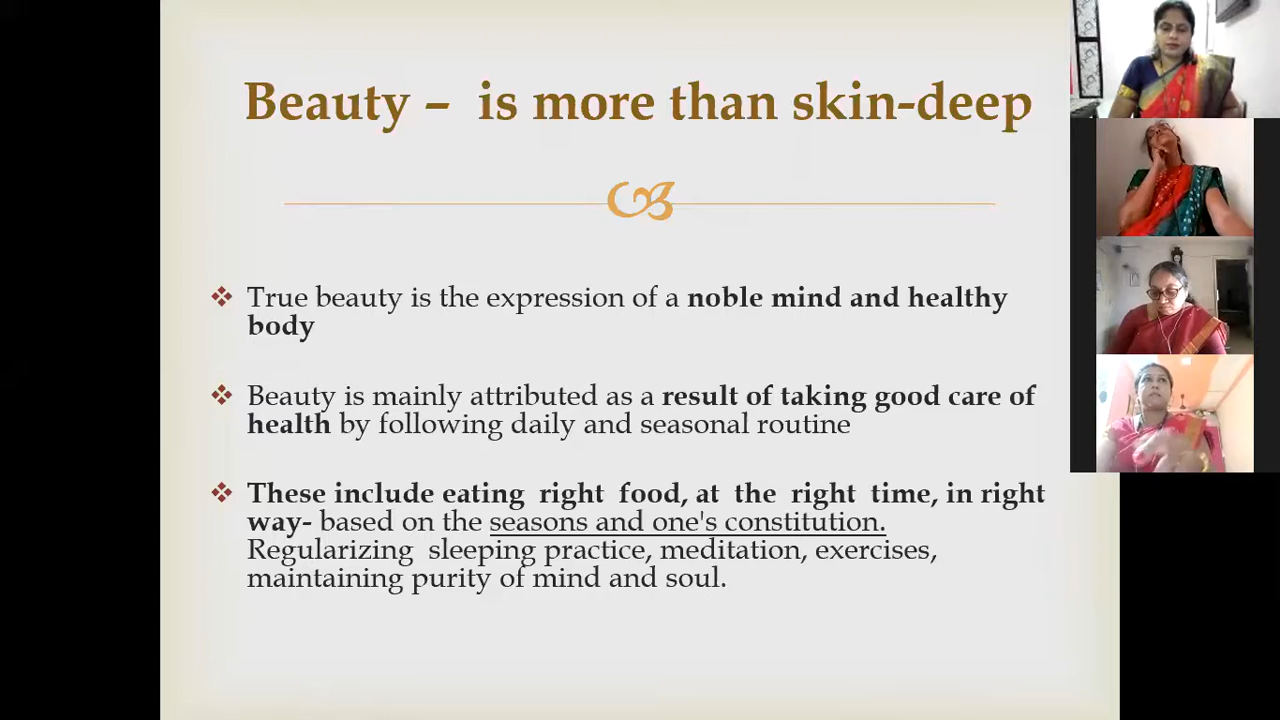 Beauty – is more than skin-deep
True beauty is the expression of a noble mind and healthy
body
Beauty is mainly attributed as a result of taking good care of
health by following daily and seasonal routine
These include eating right food, at the right time, in right
way- based on the seasons and one's constitution.
Regularizing sleeping practice, meditation, exercises,
maintaining purity of mind and soul.